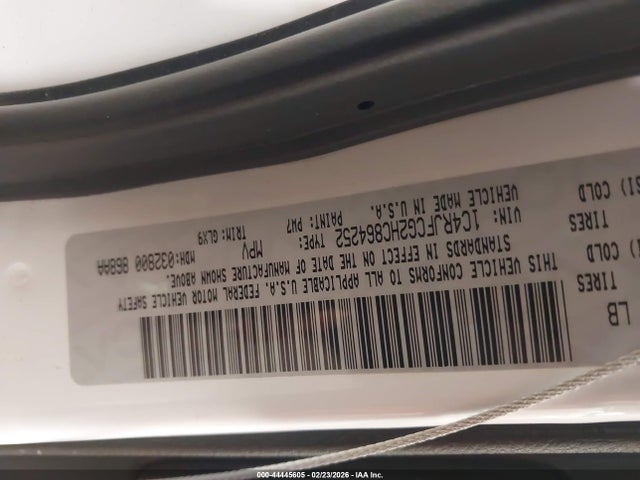 SI) COLD
TIRES
I) COLD
TIRES
LB
THIS VEHICLE CONFORMS TO ALL APPLICABLE U.S.A. FEDERAL MOTOR VEHICLE SAFETY
STANDARDS IN EFFECT ON THE DATE OF MANUFACTURE SHOWN ABOVE.
VIN: 1C4RJFCG2HC864252 TYPE: MPV MDH:032800 868AA
VEHICLE MADE IN U.S.A. PAINT: PW7 TRIM: GLX9
000-44445605 - 02/23/2026 - IAA Inc.